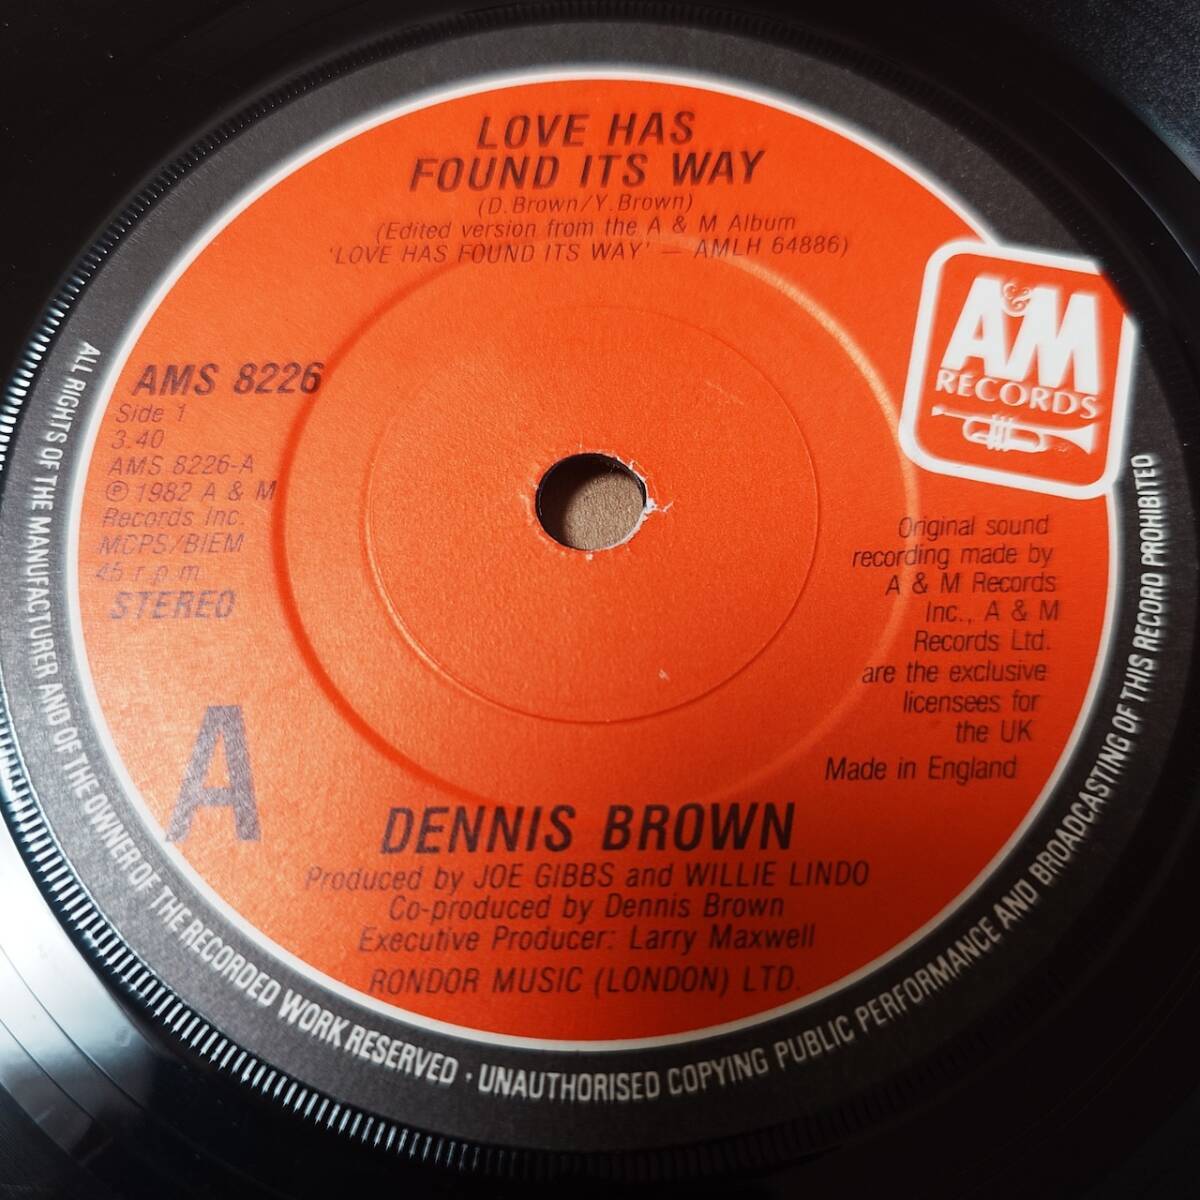 LOVE HAS
FOUND ITS WAY
(D. Brown/Y. Brown)
(Edited version from the A & M Album
'LOVE HAS FOUND ITS WAY' — AMLH 64886)
A&M
RECORDS
AMS 8226
Side 1
3.40
AMS 8226-A
℗ 1982 A & M
Records Inc.
MCPS/BIEM
45 r.p.m.
STEREO
A
Original sound
recording made by
A & M Records
Inc., A & M
Records Ltd.
are the exclusive
licensees for
the UK
Made in England
DENNIS BROWN
Produced by JOE GIBBS and WILLIE LINDO
Co-produced by Dennis Brown
Executive Producer: Larry Maxwell
RONDOR MUSIC (LONDON) LTD.
ALL RIGHTS OF THE MANUFACTURER AND OF THE OWNER OF THE RECORDED WORK RESERVED · UNAUTHORISED COPYING PUBLIC PERFORMANCE AND BROADCASTING OF THIS RECORD PROHIBITED